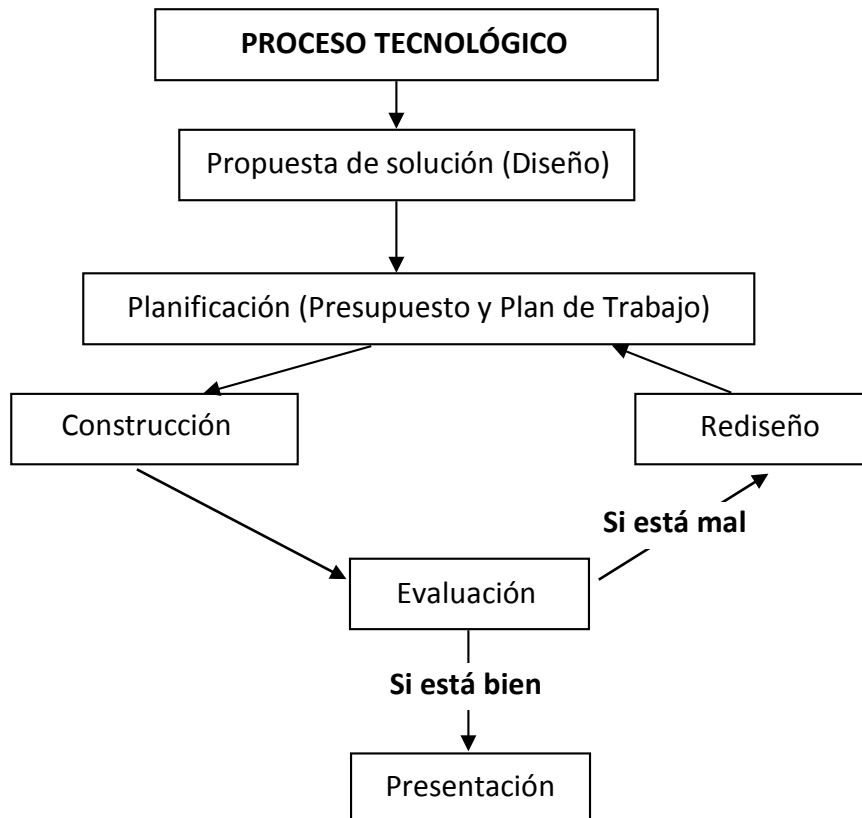 PROCESO TECNOLÓGICO
Propuesta de solución (Diseño)
Planificación (Presupuesto y Plan de Trabajo)
Construcción
Rediseño
Si está mal
Evaluación
Si está bien
Presentación